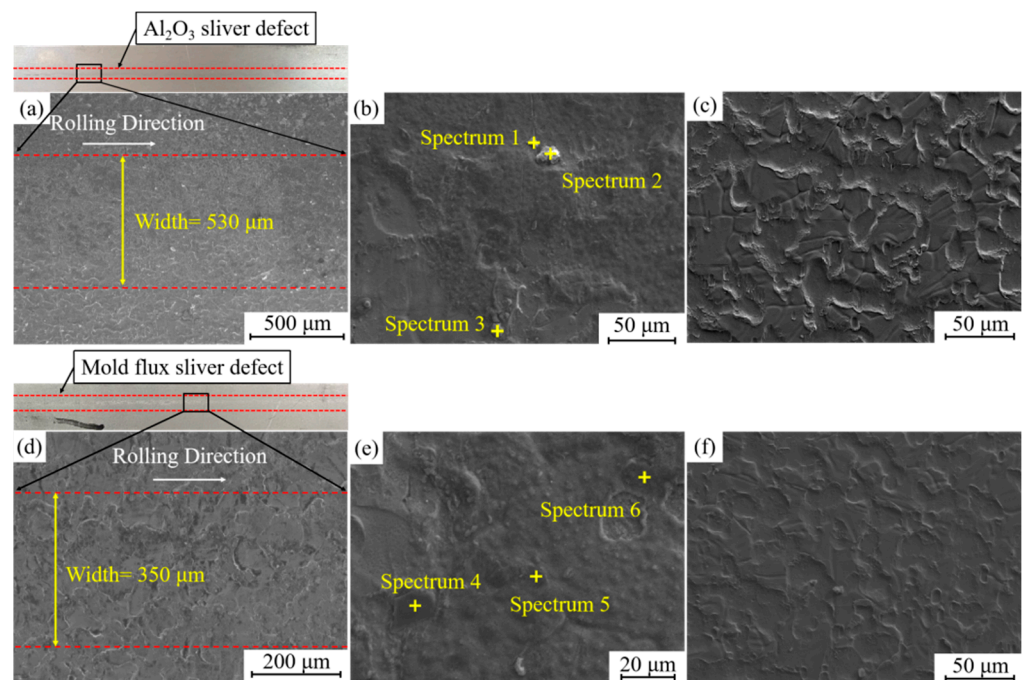 Al₂O₃ sliver defect
(a)
Rolling Direction
Width= 530 μm
500 μm
(b)
Spectrum 1
Spectrum 2
Spectrum 3
50 μm
(c)
50 μm
Mold flux sliver defect
(d)
Rolling Direction
Width= 350 μm
200 μm
(e)
Spectrum 6
Spectrum 4
Spectrum 5
20 μm
(f)
50 μm